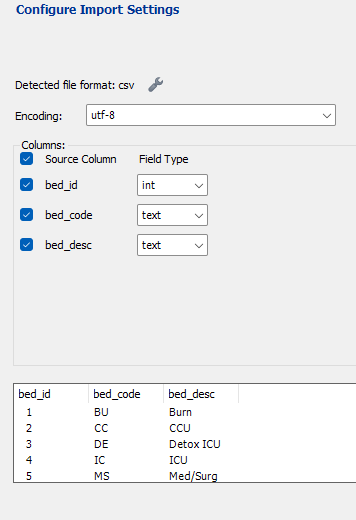 Configure Import Settings
Detected file format: csv
Encoding: utf-8
Columns:
Source Column Field Type
bed_id int
bed_code text
bed_desc text
bed_id bed_code bed_desc
1 BU Burn
2 CC CCU
3 DE Detox ICU
4 IC ICU
5 MS Med/Surg